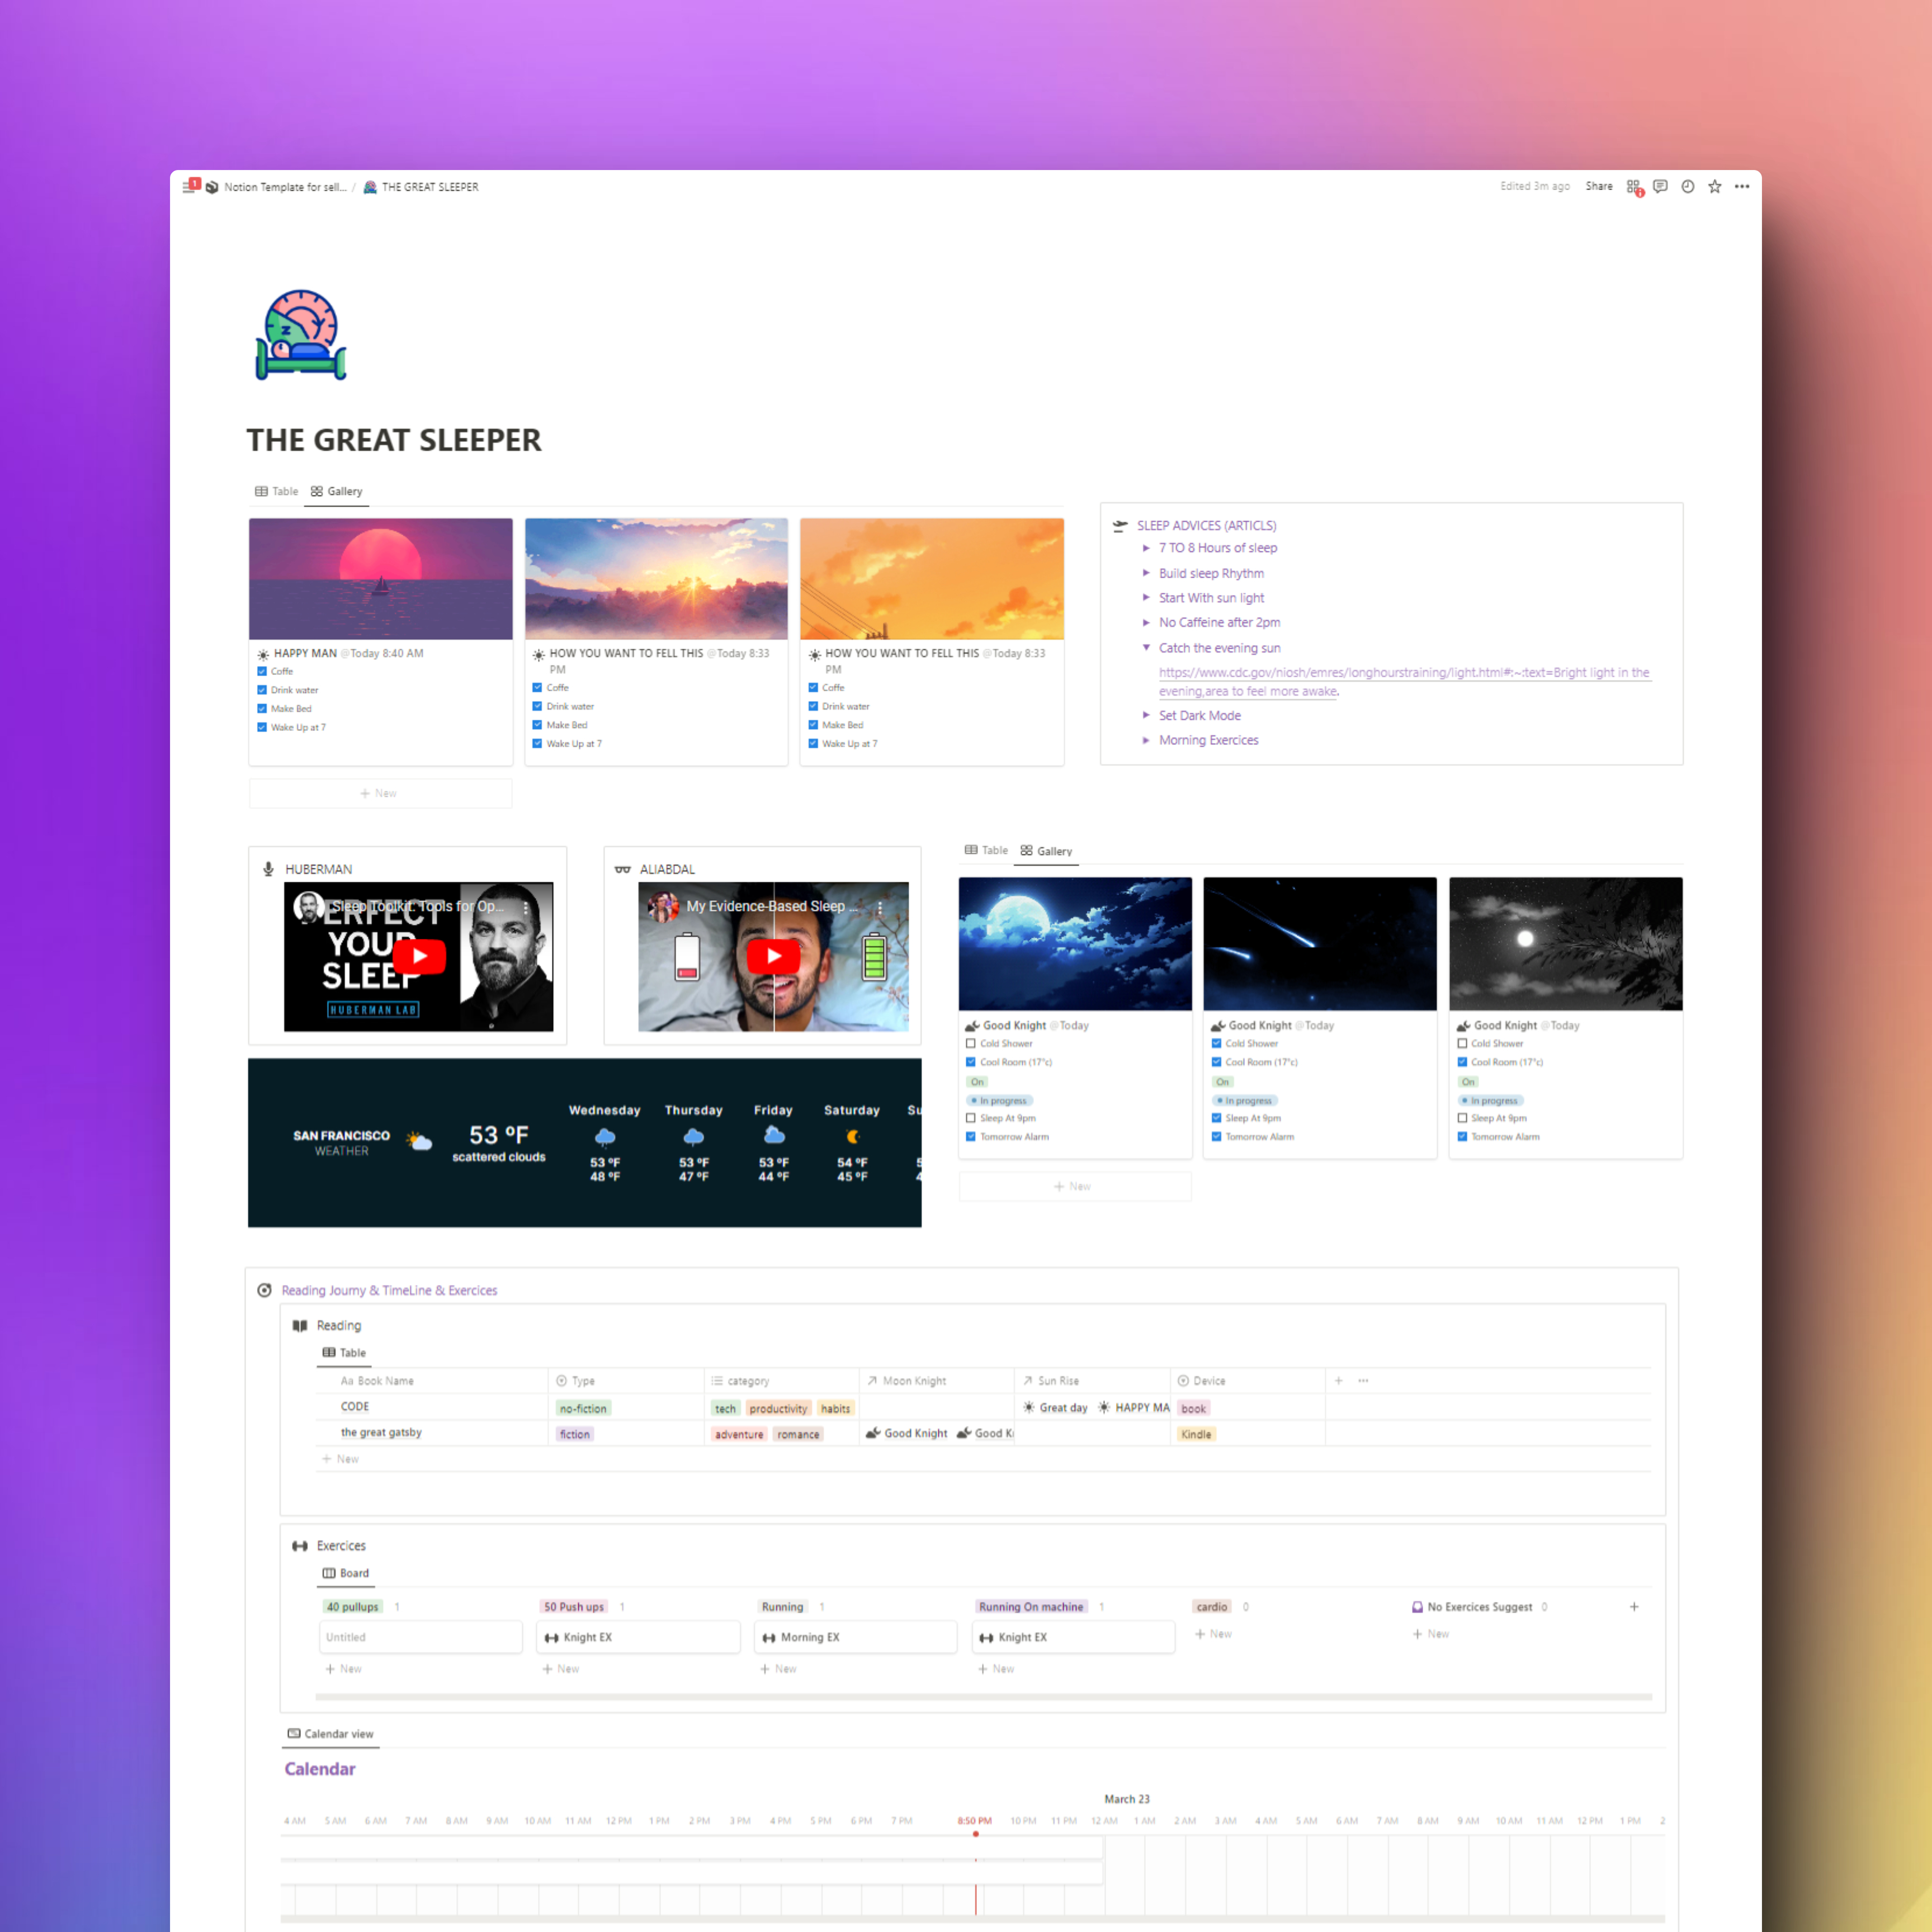 1 Notion Template for sell... / THE GREAT SLEEPER
Edited 3m ago Share
THE GREAT SLEEPER
Table Gallery
HAPPY MAN @Today 8:40 AM
Coffe
Drink water
Make Bed
Wake Up at 7
HOW YOU WANT TO FELL THIS @Today 8:33
PM
Coffe
Drink water
Make Bed
Wake Up at 7
HOW YOU WANT TO FELL THIS @Today 8:33
PM
Coffe
Drink water
Make Bed
Wake Up at 7
+ New
SLEEP ADVICES (ARTICLS)
7 TO 8 Hours of sleep
Build sleep Rhythm
Start With sun light
No Caffeine after 2pm
Catch the evening sun
https://www.cdc.gov/niosh/emres/longhourstraining/light.html#:~:text=Bright light in the
evening,area to feel more awake.
Set Dark Mode
Morning Exercices
HUBERMAN
Sleep Toolkit: Tools for Op...
PERFECT
YOUR
SLEEP
HUBERMAN LAB
ALIABDAL
My Evidence-Based Sleep ...
SAN FRANCISCO
WEATHER
53 °F
scattered clouds
Wednesday Thursday Friday Saturday Su
53 °F 53 °F 53 °F 54 °F 5
48 °F 47 °F 44 °F 45 °F 4
Table Gallery
Good Knight @Today
Cold Shower
Cool Room (17°c)
On
In progress
Sleep At 9pm
Tomorrow Alarm
Good Knight @Today
Cold Shower
Cool Room (17°c)
On
In progress
Sleep At 9pm
Tomorrow Alarm
Good Knight @Today
Cold Shower
Cool Room (17°c)
On
In progress
Sleep At 9pm
Tomorrow Alarm
+ New
Reading Journy & TimeLine & Exercices
Reading
Table
Aa Book Name Type category Moon Knight Sun Rise Device + ...
CODE no-fiction tech productivity habits Great day HAPPY MA book
the great gatsby fiction adventure romance Good Knight Good K Kindle
+ New
Exercices
Board
40 pullups 1 50 Push ups 1 Running 1 Running On machine 1 cardio 0 No Exercices Suggest 0 +
Untitled Knight EX Morning EX Knight EX + New + New
+ New + New + New + New
Calendar view
Calendar
March 23
4 AM 5 AM 6 AM 7 AM 8 AM 9 AM 10 AM 11 AM 12 PM 1 PM 2 PM 3 PM 4 PM 5 PM 6 PM 7 PM 8:50 PM 10 PM 11 PM 12 AM 1 AM 2 AM 3 AM 4 AM 5 AM 6 AM 7 AM 8 AM 9 AM 10 AM 11 AM 12 PM 1 PM 2